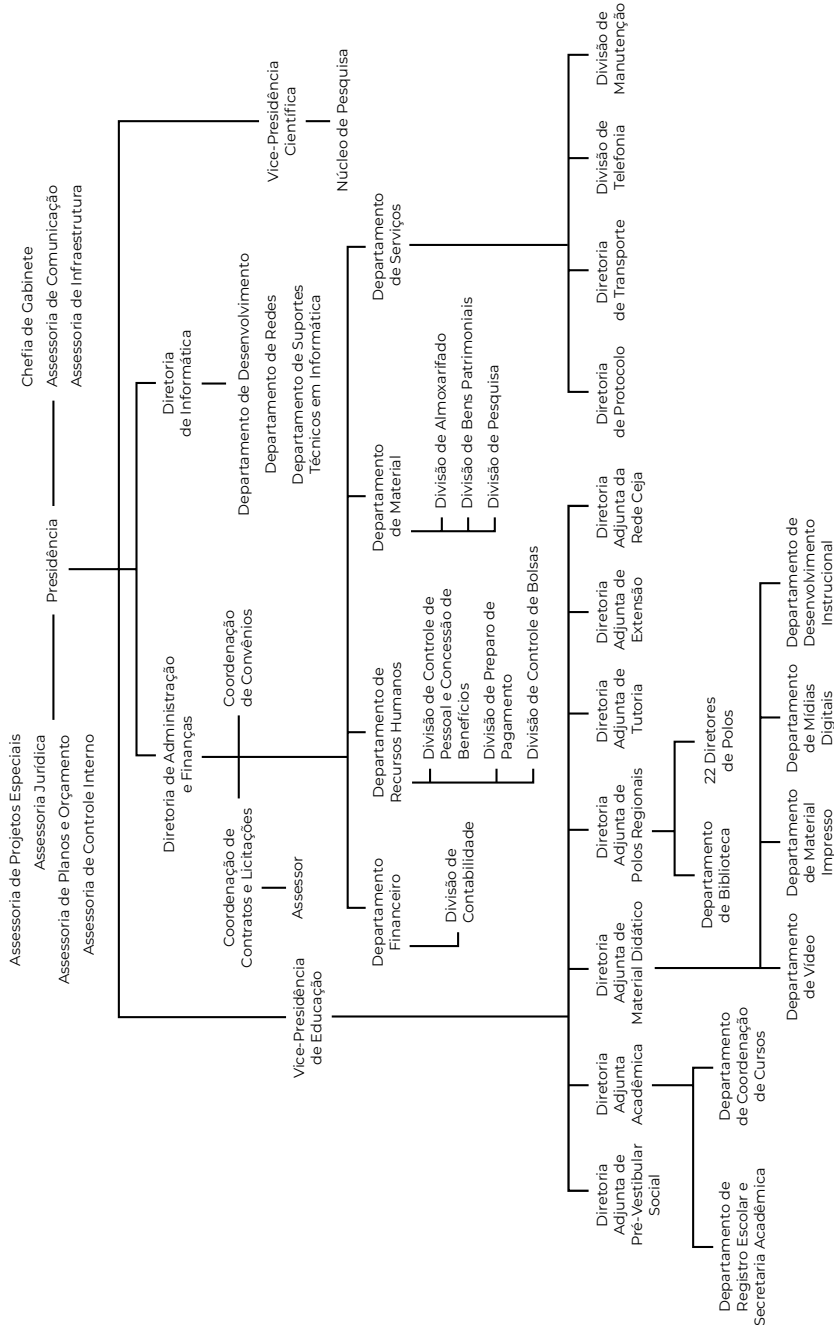 Assessoria de Projetos Especiais
Assessoria Jurídica
Assessoria de Planos e Orçamento
Assessoria de Controle Interno
Presidência
Chefia de Gabinete
Assessoria de Comunicação
Assessoria de Infraestrutura
Diretoria de Administração
e Finanças
Diretoria
de Informática
Departamento de Desenvolvimento
Departamento de Redes
Departamento de Suportes
Técnicos em Informática
Vice-Presidência
Científica
Núcleo de Pesquisa
Coordenação de
Contratos e Licitações
Assessor
Coordenação
de Convênios
Vice-Presidência
de Educação
Departamento
Financeiro
Divisão de
Contabilidade
Departamento de
Recursos Humanos
Divisão de Controle de
Pessoal e Concessão de
Benefícios
Divisão de Preparo de
Pagamento
Divisão de Controle de Bolsas
Departamento
de Material
Divisão de Almoxarifado
Divisão de Bens Patrimoniais
Divisão de Pesquisa
Departamento
de Serviços
Diretoria
de Protocolo
Diretoria
de Transporte
Divisão de
Telefonia
Divisão de
Manutenção
Diretoria
Adjunta de
Pré-Vestibular
Social
Diretoria
Adjunta
Acadêmica
Diretoria
Adjunta de
Material Didático
Diretoria
Adjunta de
Polos Regionais
Diretoria
Adjunta de
Tutoria
Diretoria
Adjunta de
Extensão
Diretoria
Adjunta da
Rede Ceja
Departamento de
Registro Escolar e
Secretaria Acadêmica
Departamento
de Coordenação
de Cursos
Departamento
de Biblioteca
22 Diretores
de Polos
Departamento
de Vídeo
Departamento
de Material
Impresso
Departamento
de Mídias
Digitais
Departamento de
Desenvolvimento
Instrucional